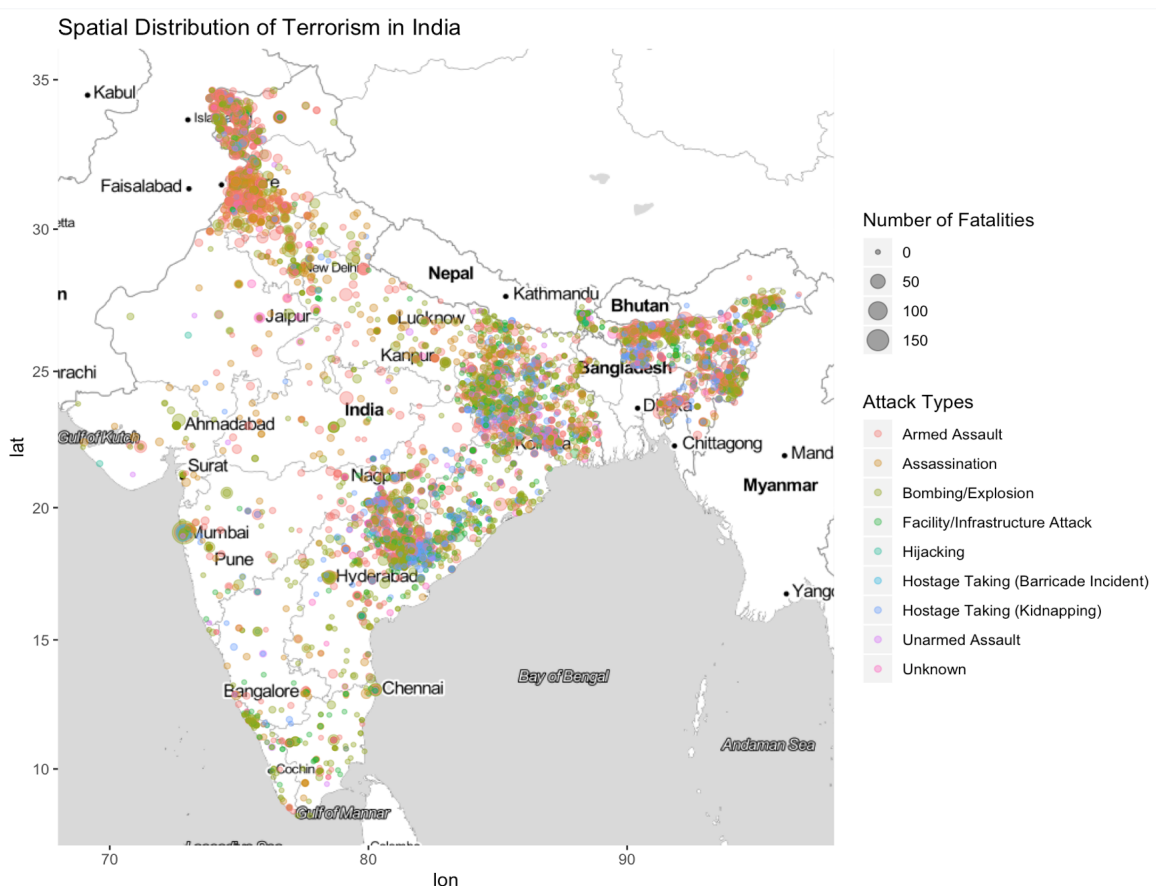 Spatial Distribution of Terrorism in India
35
30
25
20
15
10
lat
70
80
90
lon
Kabul
Faisalabad
etta
n
rachi
New Delhi
Nepal
Kathmandu
Bhutan
Jaipur
Lucknow
Kanpur
Bangladesh
India
Gulf of Kutch
Ahmadabad
Chittagong
Mand
Surat
Nagpur
Myanmar
Mumbai
Pune
Hyderabad
Yango
Bangalore
Chennai
Bay of Bengal
Andaman Sea
Cochin
Gulf of Mannar
Number of Fatalities
0
50
100
150
Attack Types
Armed Assault
Assassination
Bombing/Explosion
Facility/Infrastructure Attack
Hijacking
Hostage Taking (Barricade Incident)
Hostage Taking (Kidnapping)
Unarmed Assault
Unknown